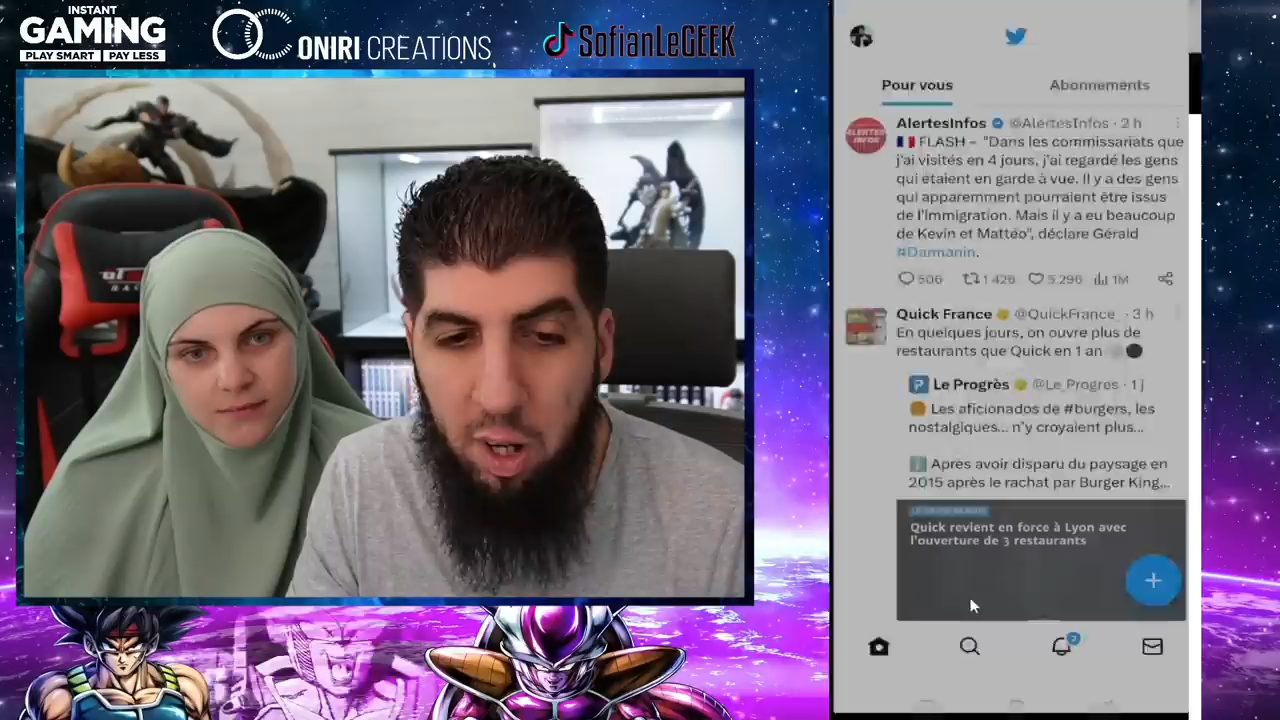 INSTANT
GAMING
PLAY SMART | PAY LESS
ONIRI CREATIONS
SofianLeGEEK
Pour vous
Abonnements
AlertesInfos @AlertesInfos · 2 h
FLASH - "Dans les commissariats que
j'ai visités en 4 jours, j'ai regardé les gens
qui étaient en garde à vue. Il y a des gens
qui apparemment pourraient être issus
de l'Immigration. Mais il y a eu beaucoup
de Kevin et Mattéo", déclare Gérald
#Darmanin.
506 1 426 5 296 1M
Quick France @QuickFrance · 3 h
En quelques jours, on ouvre plus de
restaurants que Quick en 1 an
Le Progrès @Le_Progres · 1 j
Les aficionados de #burgers, les
nostalgiques... n'y croyaient plus...
Après avoir disparu du paysage en
2015 après le rachat par Burger King...
Quick revient en force à Lyon avec
l'ouverture de 3 restaurants